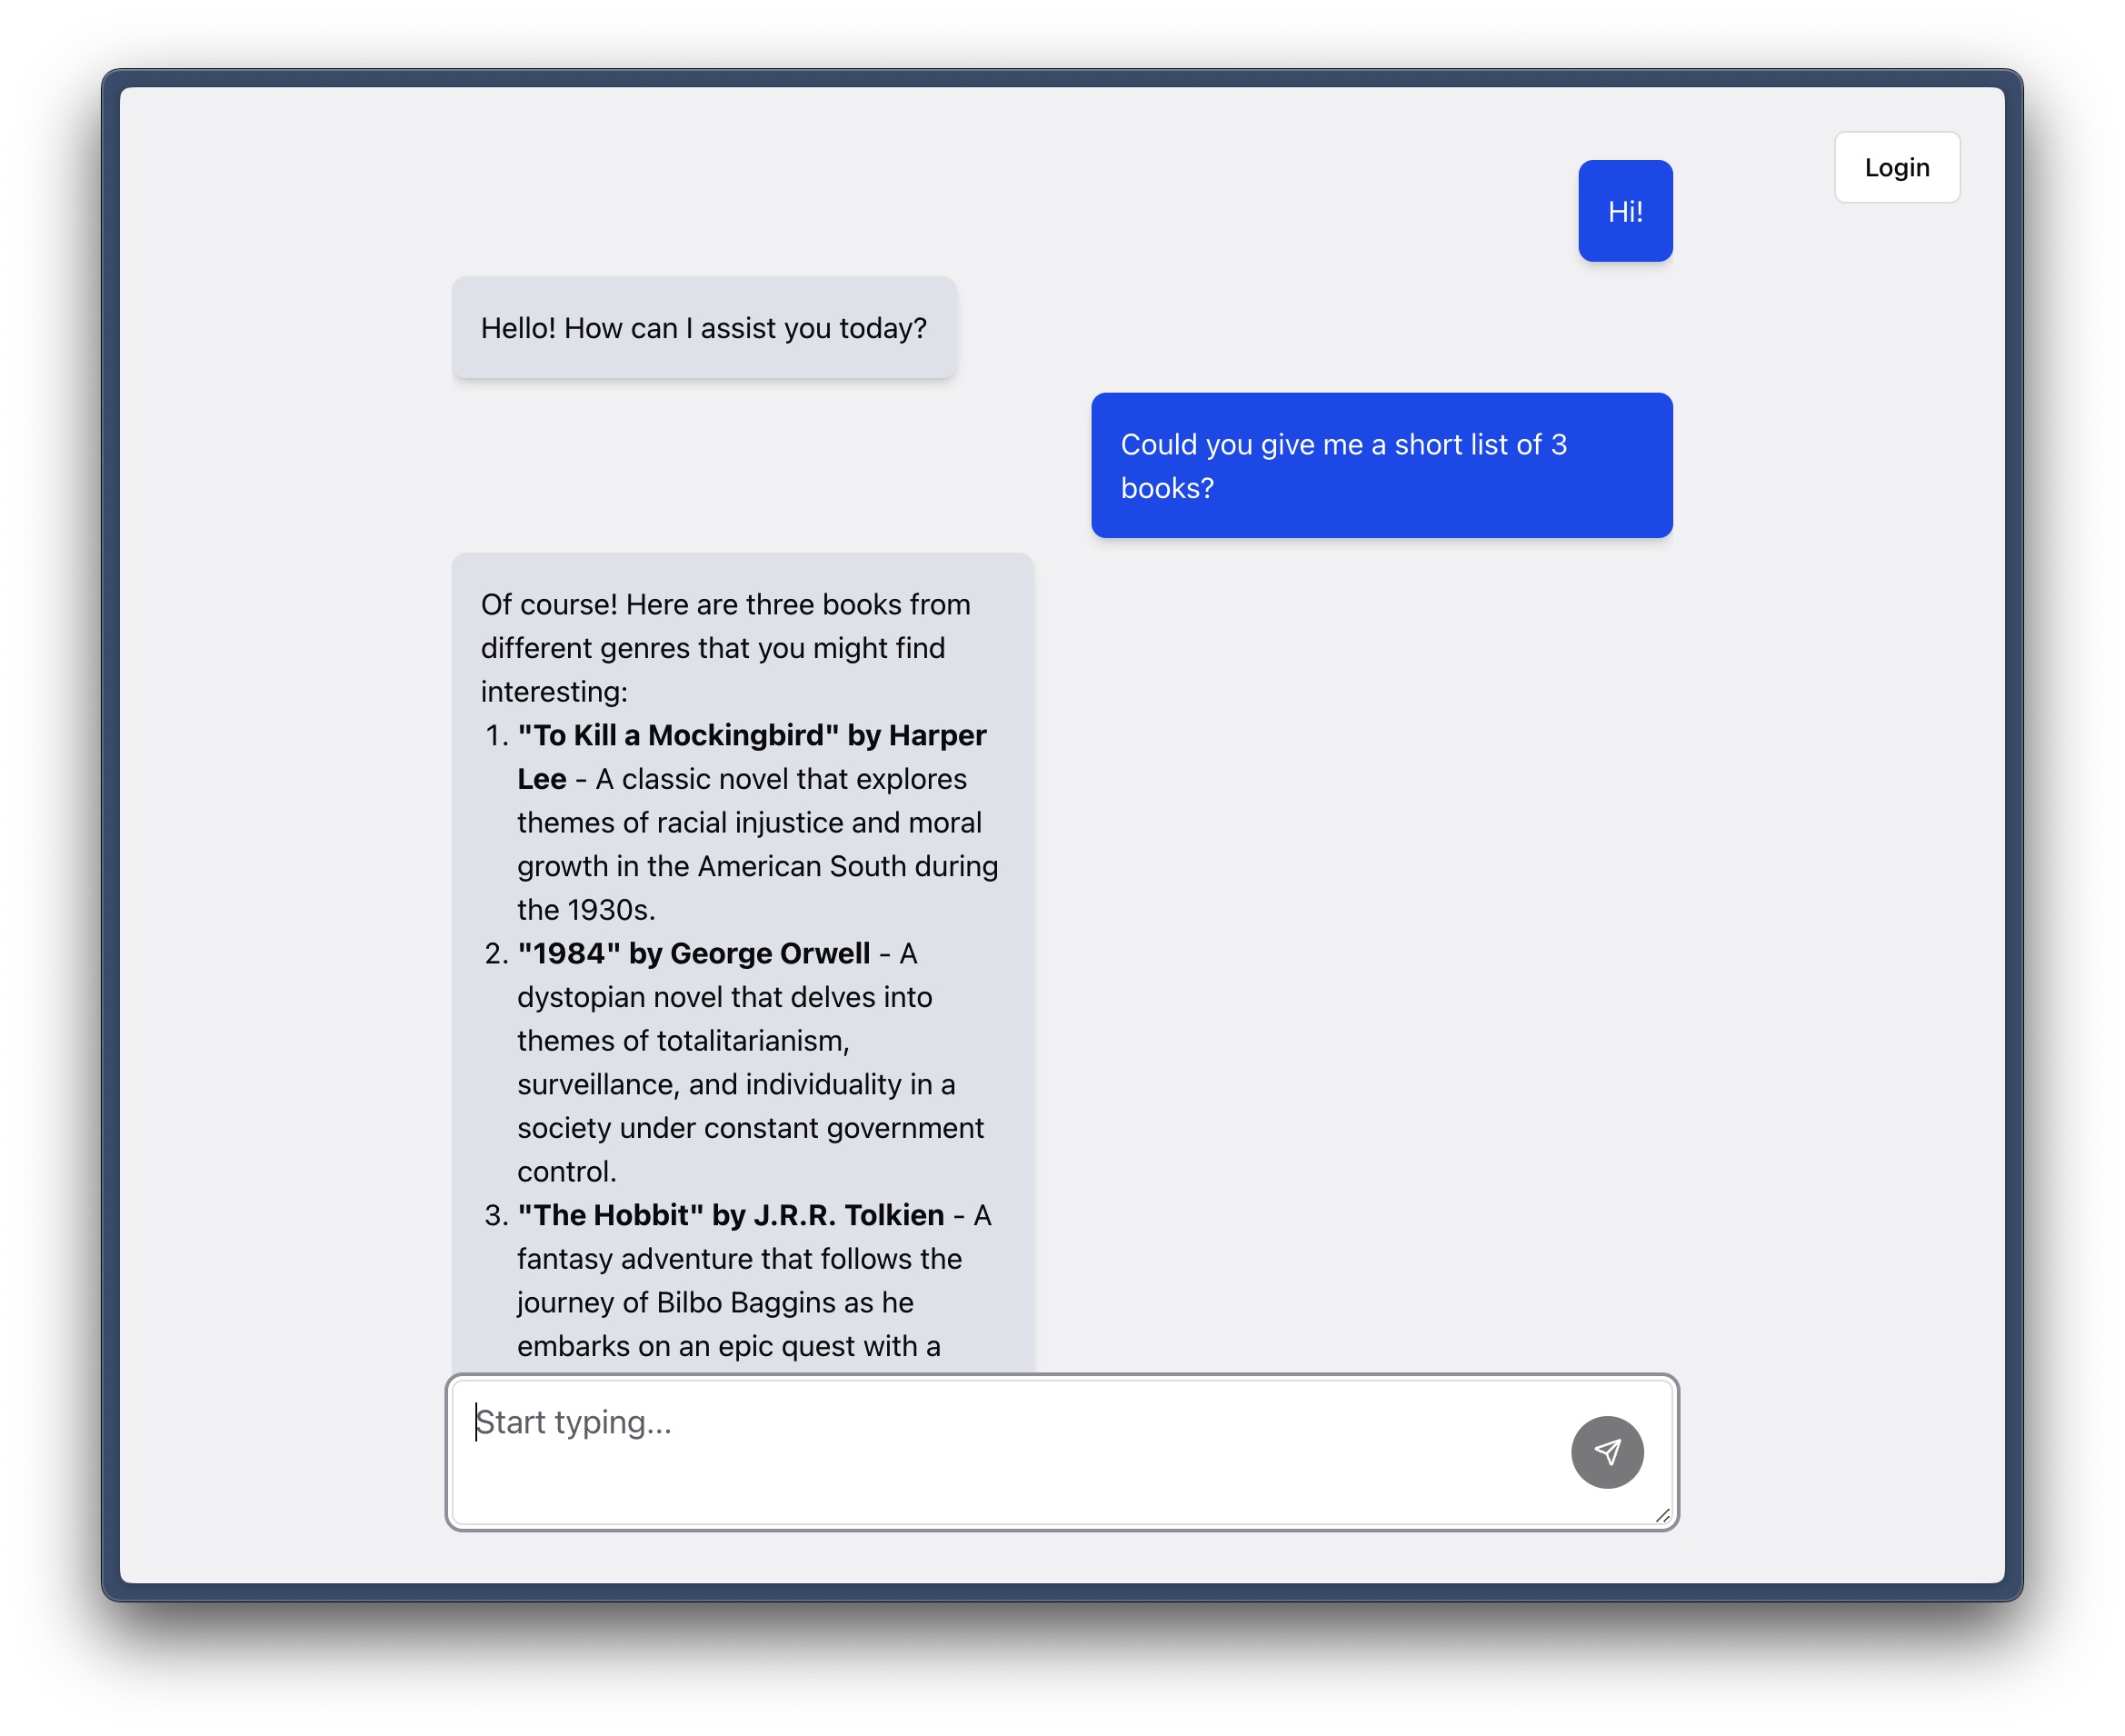 Login
Hi!
Hello! How can I assist you today?
Could you give me a short list of 3
books?
Of course! Here are three books from
different genres that you might find
interesting:
1. "To Kill a Mockingbird" by Harper
Lee - A classic novel that explores
themes of racial injustice and moral
growth in the American South during
the 1930s.
2. "1984" by George Orwell - A
dystopian novel that delves into
themes of totalitarianism,
surveillance, and individuality in a
society under constant government
control.
3. "The Hobbit" by J.R.R. Tolkien - A
fantasy adventure that follows the
journey of Bilbo Baggins as he
embarks on an epic quest with a
Start typing...